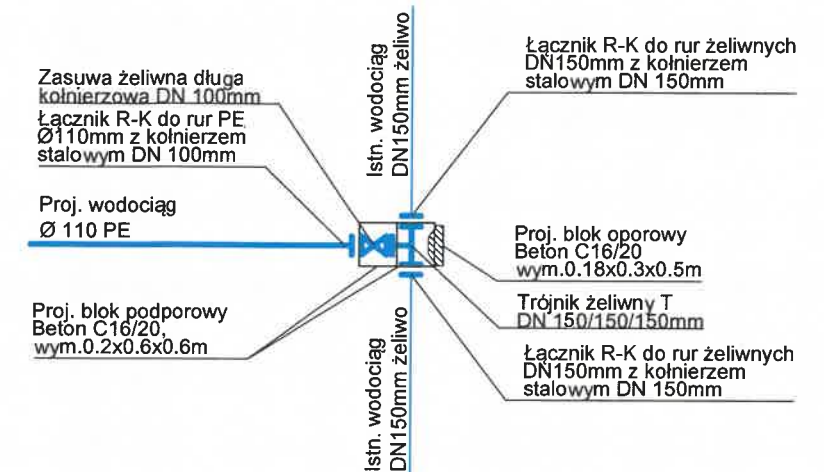 Zasuwa żeliwna długa
kołnierzowa DN 100mm
Łącznik R-K do rur PE
Ø110mm z kołnierzem
stalowym DN 100mm
Proj. wodociąg
Ø 110 PE
Proj. blok podporowy
Beton C16/20,
wym.0.2x0.6x0.6m
Istn. wodociąg
DN150mm żeliwo
Łącznik R-K do rur żeliwnych
DN150mm z kołnierzem
stalowym DN 150mm
Proj. blok oporowy
Beton C16/20
wym.0.18x0.3x0.5m
Trójnik żeliwny T
DN 150/150/150mm
Łącznik R-K do rur żeliwnych
DN150mm z kołnierzem
stalowym DN 150mm
Istn. wodociąg
DN150mm żeliwo